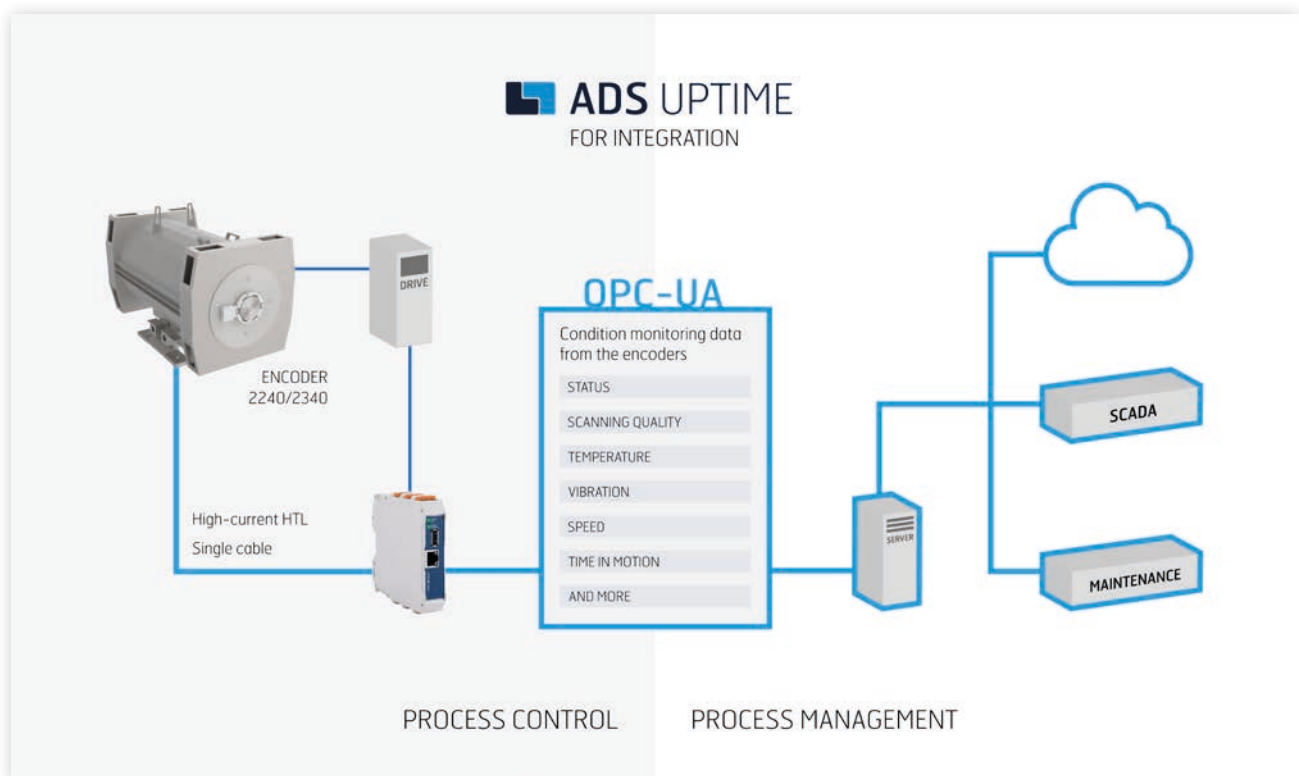 ADS UPTIME
FOR INTEGRATION
DRIVE
ENCODER
2240/2340
High-current HTL
Single cable
OPC-UA
Condition monitoring data
from the encoders
STATUS
SCANNING QUALITY
TEMPERATURE
VIBRATION
SPEED
TIME IN MOTION
AND MORE
SERVER
SCADA
MAINTENANCE
PROCESS CONTROL
PROCESS MANAGEMENT